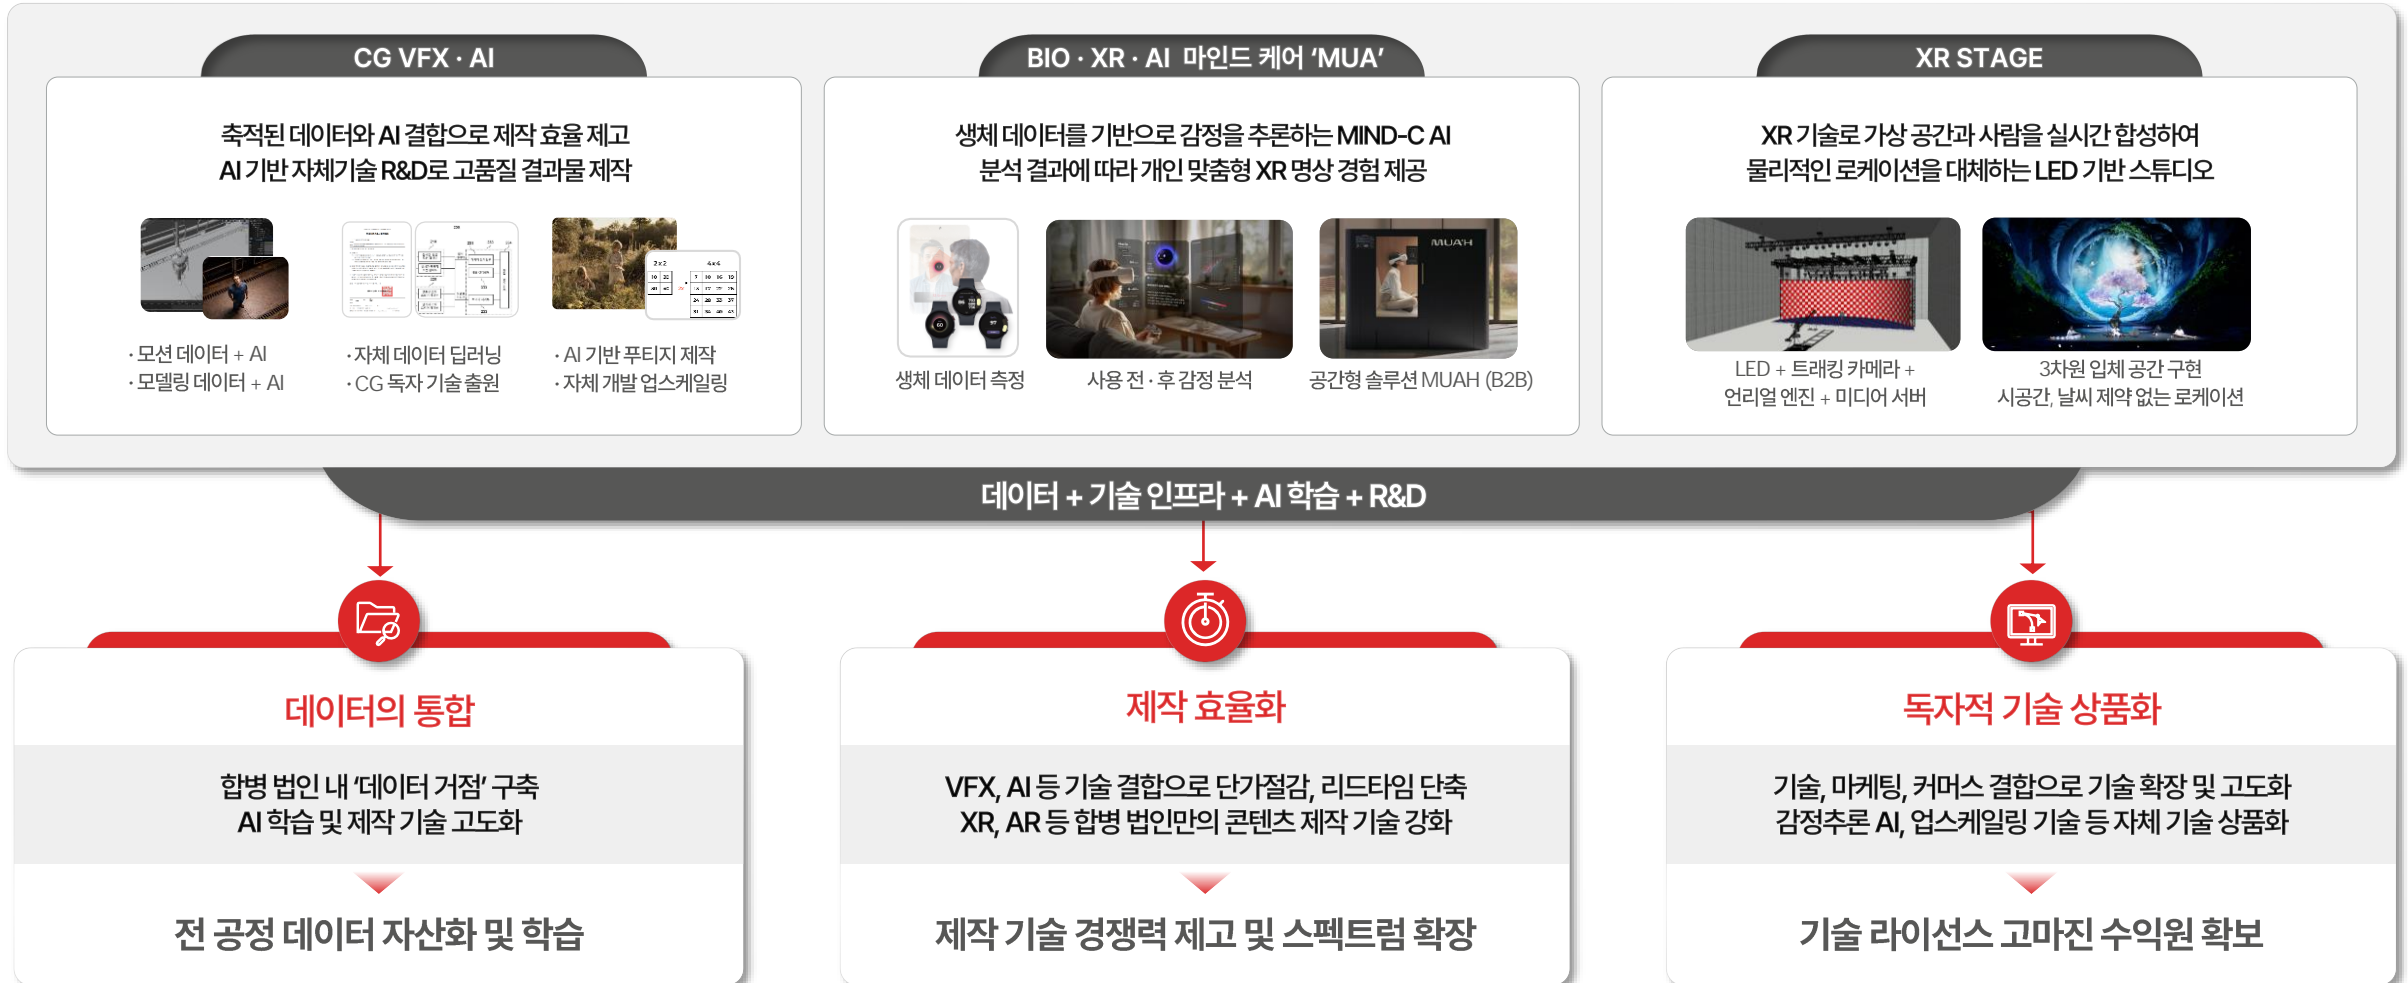 CG VFX · AI
축적된 데이터와 AI 결합으로 제작 효율 제고
AI 기반 자체기술 R&D로 고품질 결과물 제작
2x2
4x4
· 모션 데이터 + AI
· 모델링 데이터 + AI
· 자체 데이터 딥러닝
· CG 독자 기술 출원
· AI 기반 푸티지 제작
· 자체 개발 업스케일링
BIO · XR · AI 마인드 케어 ‘MUA’
생체 데이터를 기반으로 감정을 추론하는 MIND-C AI
분석 결과에 따라 개인 맞춤형 XR 명상 경험 제공
MUAH
생체 데이터 측정
사용 전 · 후 감정 분석
공간형 솔루션 MUAH (B2B)
XR STAGE
XR 기술로 가상 공간과 사람을 실시간 합성하여
물리적인 로케이션을 대체하는 LED 기반 스튜디오
LED + 트래킹 카메라 +
언리얼 엔진 + 미디어 서버
3차원 입체 공간 구현
시공간, 날씨 제약 없는 로케이션
데이터 + 기술 인프라 + AI 학습 + R&D
데이터의 통합
합병 법인 내 ‘데이터 거점’ 구축
AI 학습 및 제작 기술 고도화
전 공정 데이터 자산화 및 학습
제작 효율화
VFX, AI 등 기술 결합으로 단가절감, 리드타임 단축
XR, AR 등 합병 법인만의 콘텐츠 제작 기술 강화
제작 기술 경쟁력 제고 및 스펙트럼 확장
독자적 기술 상품화
기술, 마케팅, 커머스 결합으로 기술 확장 및 고도화
감정추론 AI, 업스케일링 기술 등 자체 기술 상품화
기술 라이선스 고마진 수익원 확보